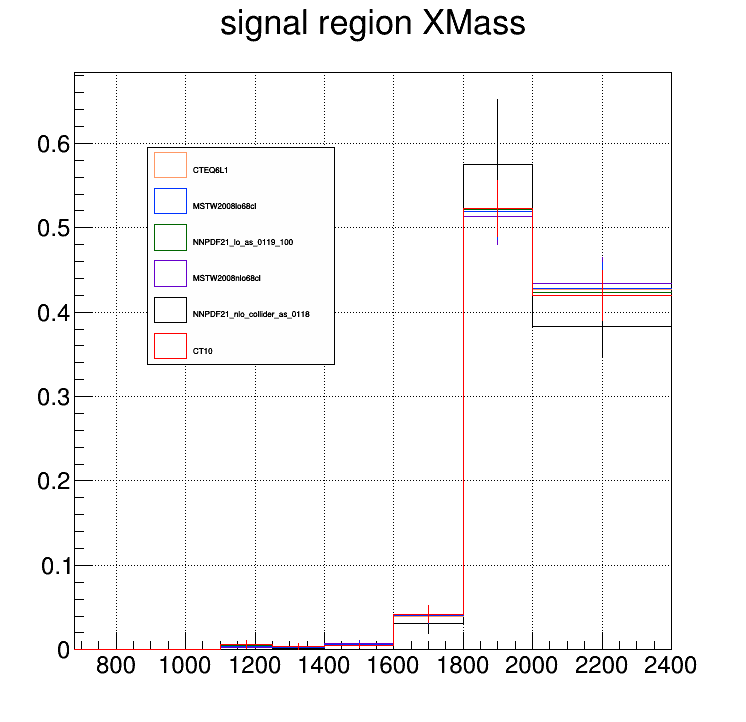 signal region XMass
0.6
0.5
0.4
0.3
0.2
0.1
0
CTEQ6L1
MSTW2008lo68cl
NNPDF21_lo_as_0119_100
MSTW2008nlo68cl
NNPDF21_nlo_collider_as_0118
CT10
800 1000 1200 1400 1600 1800 2000 2200 2400